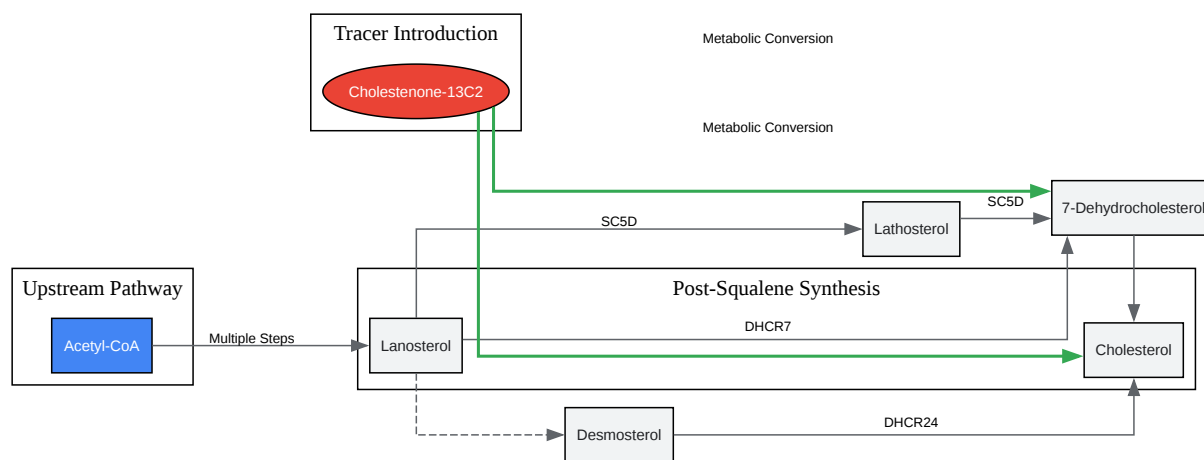 Tracer Introduction
Cholestenone-13C2
Metabolic Conversion
Metabolic Conversion
SC5D
7-Dehydrocholesterol
SC5D
Lathosterol
Upstream Pathway
Post-Squalene Synthesis
Acetyl-CoA
Multiple Steps
Lanosterol
DHCR7
Cholesterol
Desmosterol
DHCR24